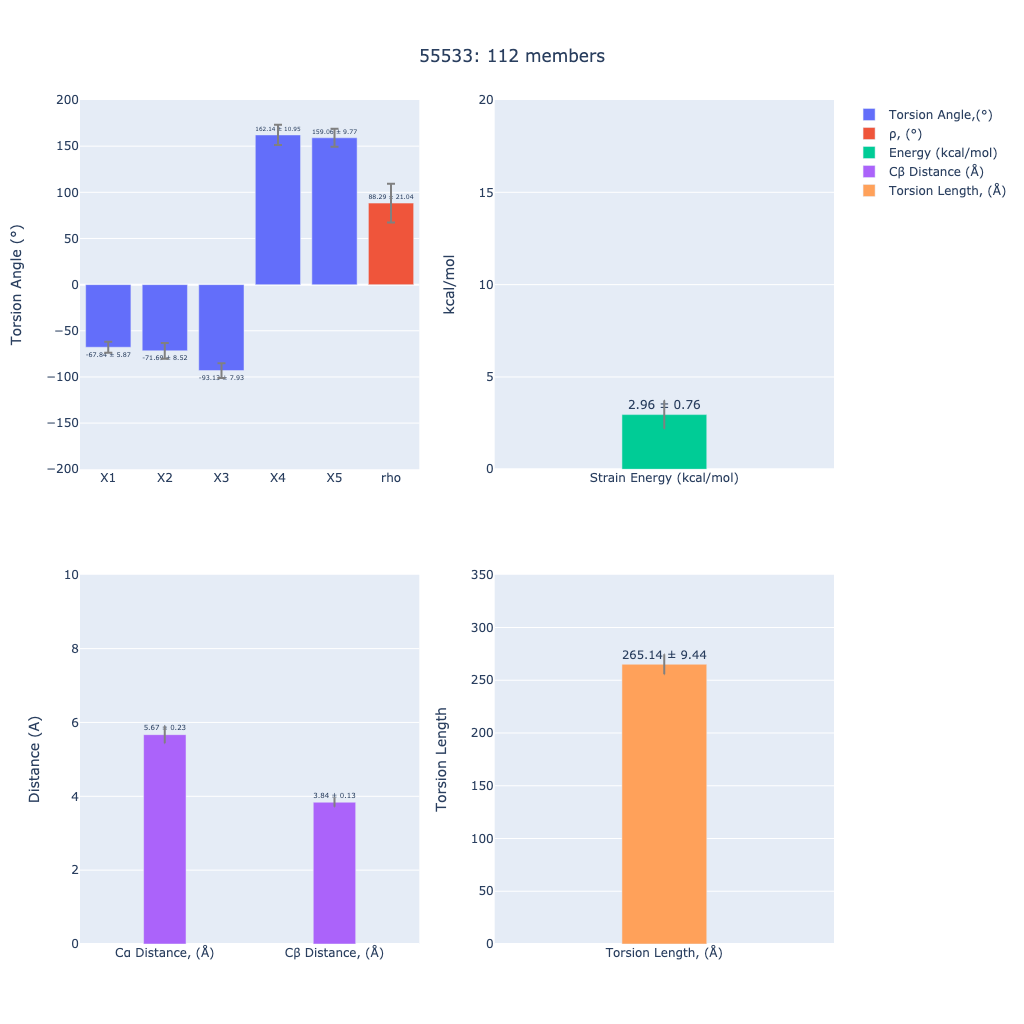 55533: 112 members
Torsion Angle (°)
200
150
100
50
0
−50
−100
−150
−200
-67.84 ± 5.87
-71.69 ± 8.52
-93.13 ± 7.93
162.14 ± 10.95
± 9.77
88.29 ± 21.04
X1
X2
X3
X4
X5
rho
kcal/mol
20
15
10
5
0
2.96 ± 0.76
Strain Energy (kcal/mol)
Torsion Angle,(°)
ρ, (°)
Energy (kcal/mol)
Cβ Distance (Å)
Torsion Length, (Å)
Distance (A)
10
8
6
4
2
0
5.67 ± 0.23
3.84 ± 0.13
Cα Distance, (Å)
Cβ Distance, (Å)
Torsion Length
350
300
250
200
150
100
50
0
265.14 ± 9.44
Torsion Length, (Å)